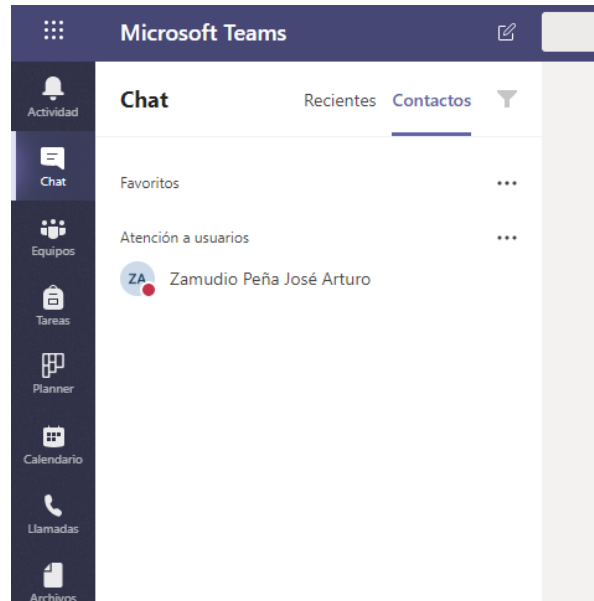 Microsoft Teams
Actividad
Chat
Equipos
Tareas
Planner
Calendario
Llamadas
Archivos
Chat
Recientes
Contactos
Favoritos
Atención a usuarios
ZA
Zamudio Peña José Arturo